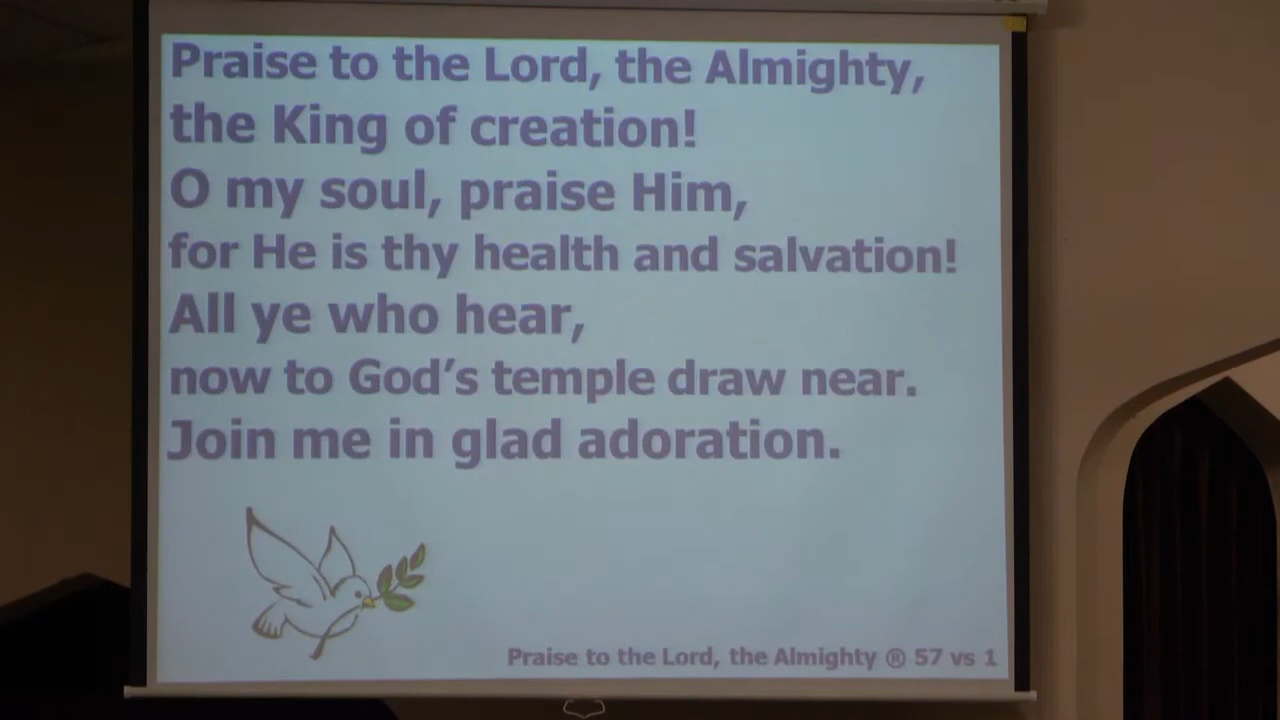 Praise to the Lord, the Almighty,
the King of creation!
O my soul, praise Him,
for He is thy health and salvation!
All ye who hear,
now to God’s temple draw near.
Join me in glad adoration.
Praise to the Lord, the Almighty ® 57 vs 1